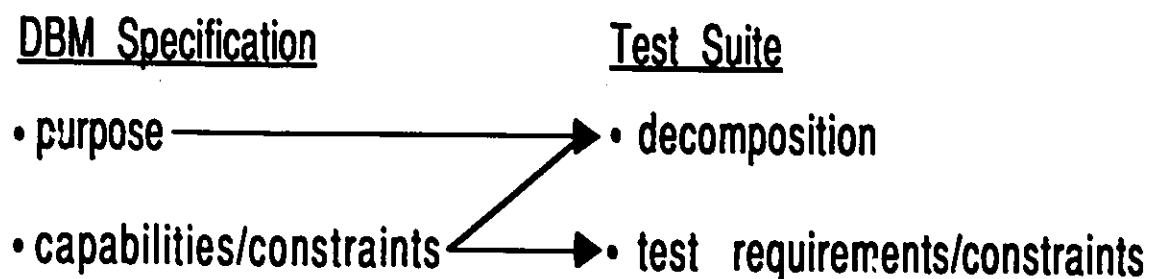 DBM Specification
Test Suite
• purpose
• decomposition
• capabilities/constraints
• test requirements/constraints